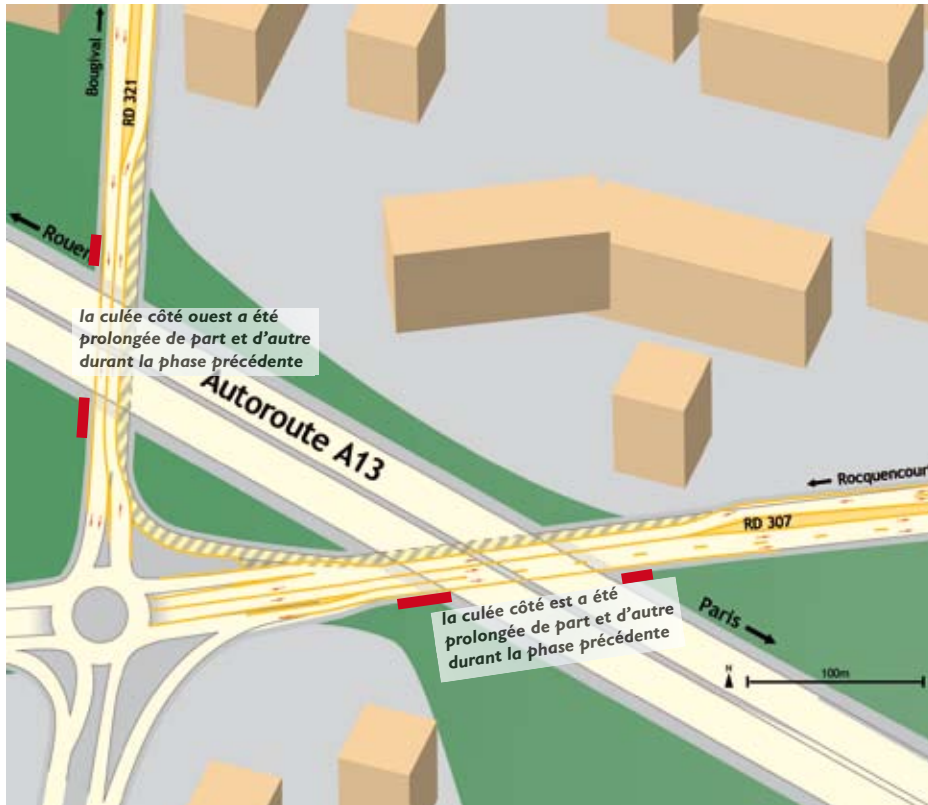 Bougival
RD 321
Rouen
la culée côté ouest a été
prolongée de part et d'autre
durant la phase précédente
Autoroute A13
Rocquencour
RD 307
la culée côté est a été
prolongée de part et d'autre
durant la phase précédente
Paris
N
100m